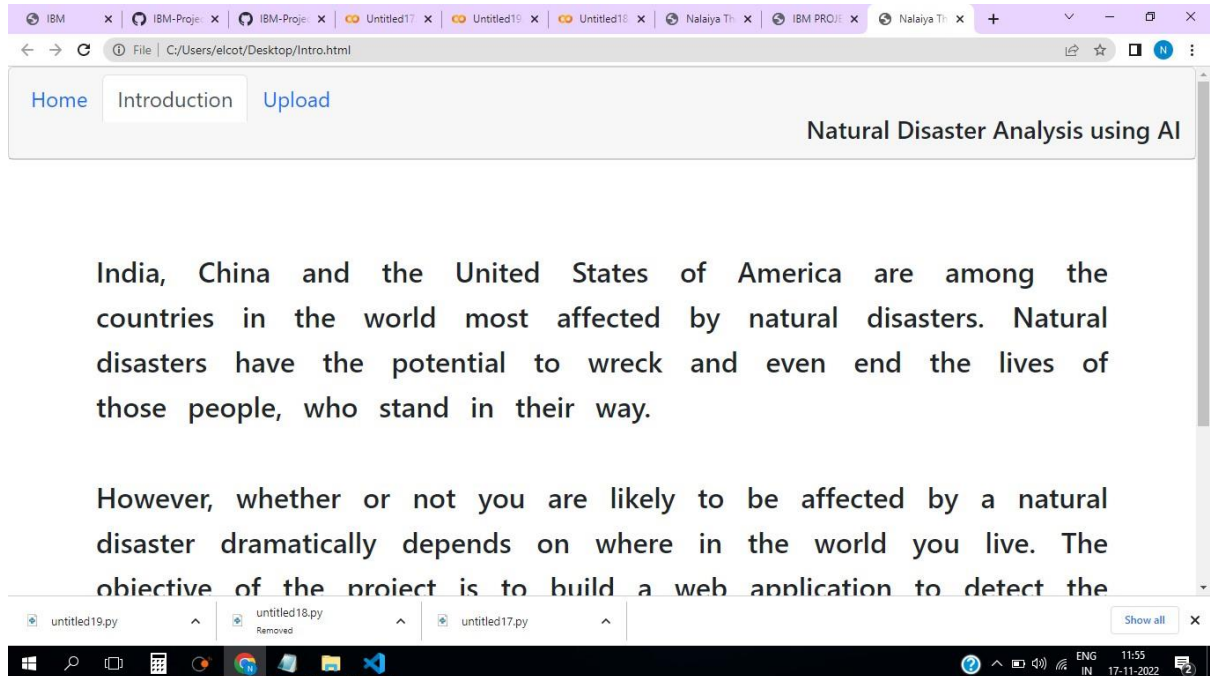 IBM
IBM-Projec
IBM-Projec
Untitled17
Untitled19
Untitled18
Nalaiya Th
IBM PROJE
Nalaiya Th
File | C:/Users/elcot/Desktop/Intro.html
N
Home Introduction Upload
Natural Disaster Analysis using AI
India, China and the United States of America are among the
countries in the world most affected by natural disasters. Natural
disasters have the potential to wreck and even end the lives of
those people, who stand in their way.
However, whether or not you are likely to be affected by a natural
disaster dramatically depends on where in the world you live. The
objective of the project is to build a web application to detect the
untitled19.py
untitled18.py
Removed
untitled17.py
Show all
ENG
IN
11:55
17-11-2022
2